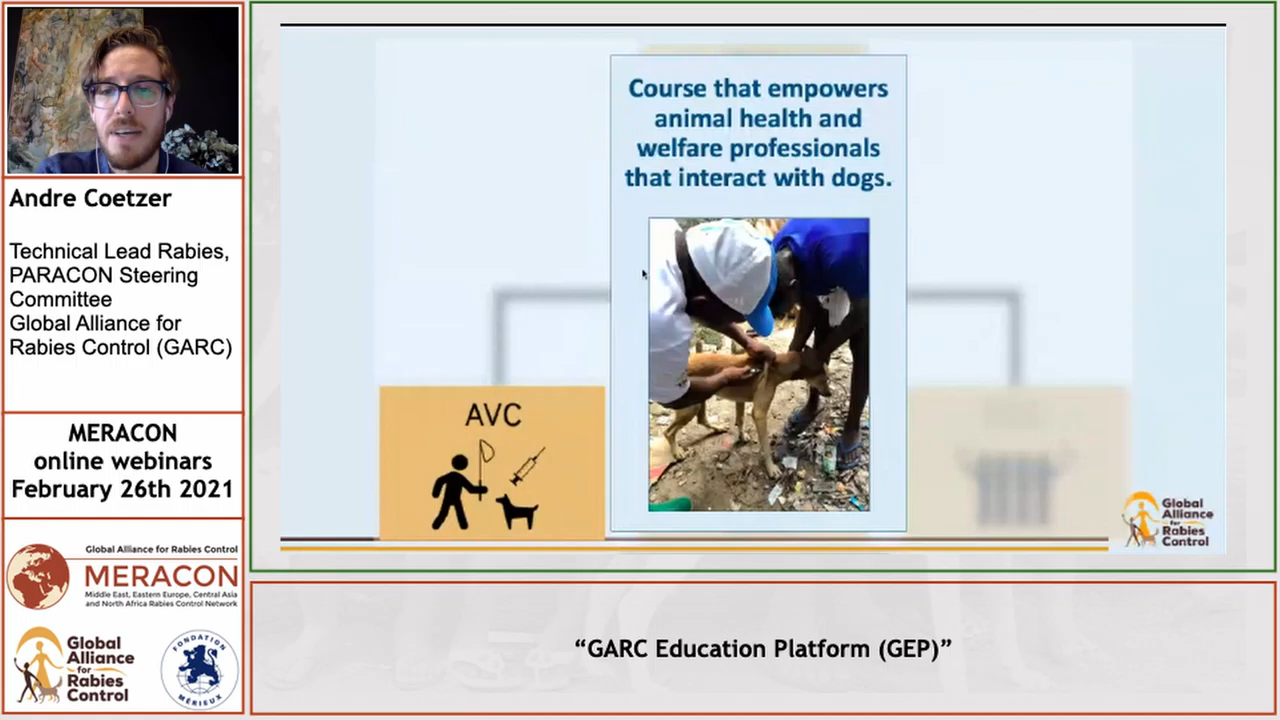 Andre Coetzer
Technical Lead Rabies,
PARACON Steering
Committee
Global Alliance for
Rabies Control (GARC)
MERACON
online webinars
February 26th 2021
Global Alliance for Rabies Control
MERACON
Middle East, Eastern Europe, Central Asia
and North Africa Rabies Control Network
Global
Alliance
for
Rabies
Control
FONDATION
MÉRIEUX
Course that empowers
animal health and
welfare professionals
that interact with dogs.
AVC
Global
Alliance
for
Rabies
Control
“GARC Education Platform (GEP)”